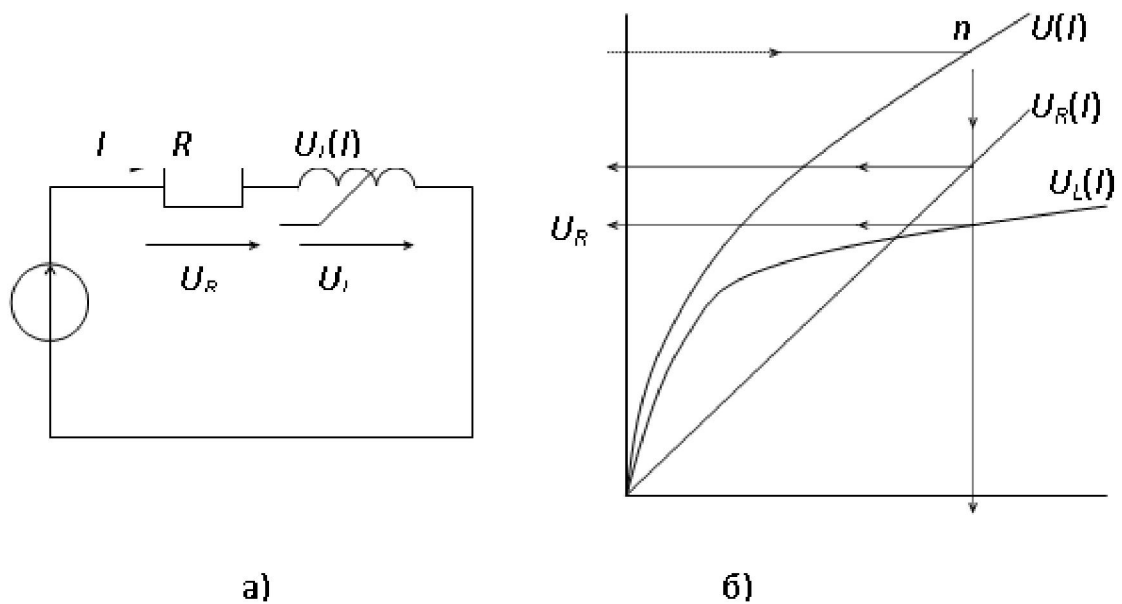 I R U_L(I)
U_R U_L
а)
n U(I)
U_R(I)
U_L(I)
U_R
б)